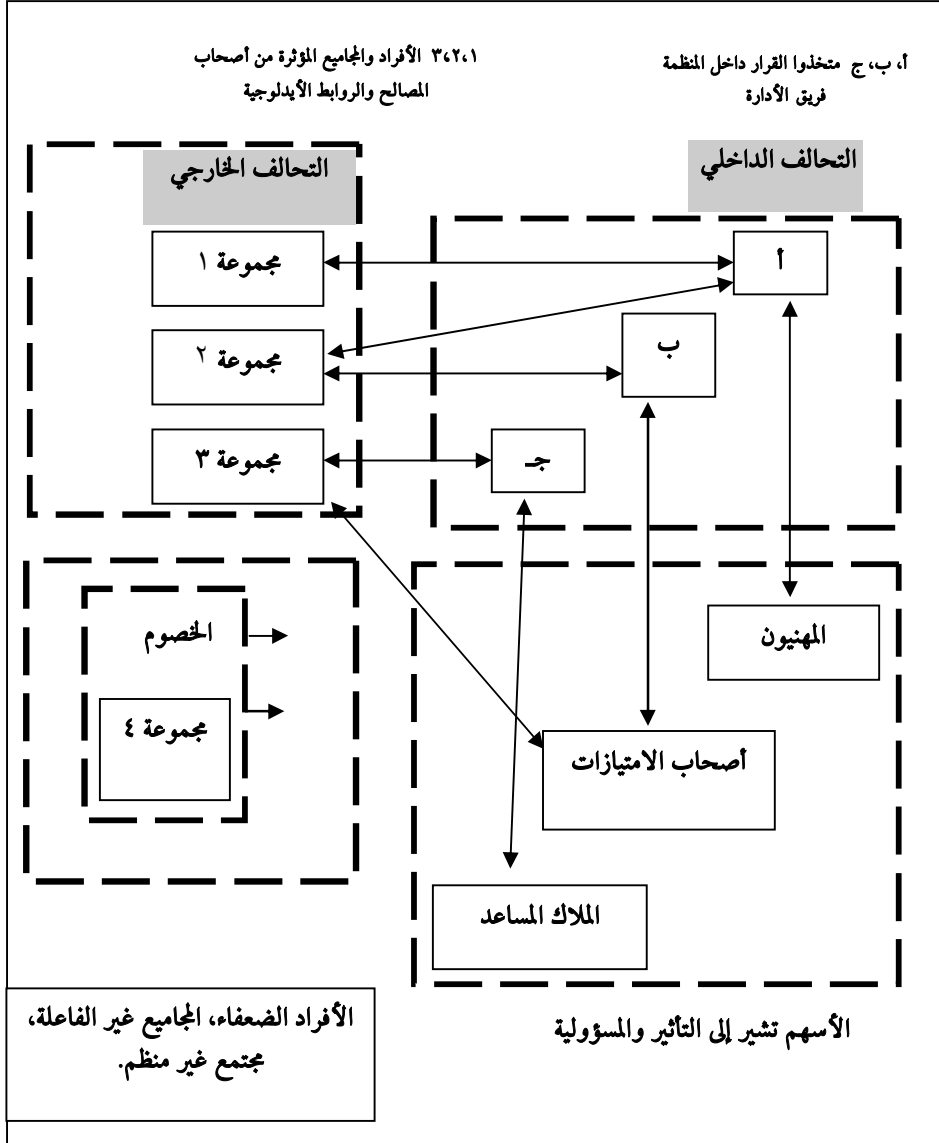 أ، ب، ج متخذوا القرار داخل المنظمة
فريق الأدارة
٣،٢،١ الأفراد والمجاميع المؤثرة من أصحاب
المصالح والروابط الأيدلوجية
التحالف الداخلي
التحالف الخارجي
أ
مجموعة ١
ب
مجموعة ٢
جـ
مجموعة ٣
المهنيون
الخصوم
أصحاب الامتيازات
مجموعة ٤
الملاك المساعد
الأسهم تشير إلى التأثير والمسؤولية
الأفراد الضعفاء، المجاميع غير الفاعلة،
مجتمع غير منظم.